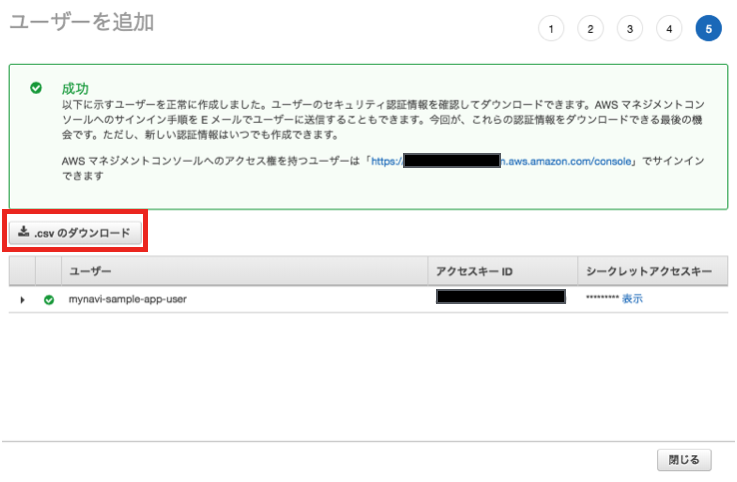 ユーザーを追加
1 2 3 4 5
成功
以下に示すユーザーを正常に作成しました。ユーザーのセキュリティ認証情報を確認してダウンロードできます。AWS マネジメントコン
ソールへのサインイン手順を E メールでユーザーに送信することもできます。今回が、これらの認証情報をダウンロードできる最後の機
会です。ただし、新しい認証情報はいつでも作成できます。
AWS マネジメントコンソールへのアクセス権を持つユーザーは「https:/ n.aws.amazon.com/console」でサインイン
できます
.csv のダウンロード
ユーザー アクセスキー ID シークレットアクセスキー
mynavi-sample-app-user ********* 表示
閉じる